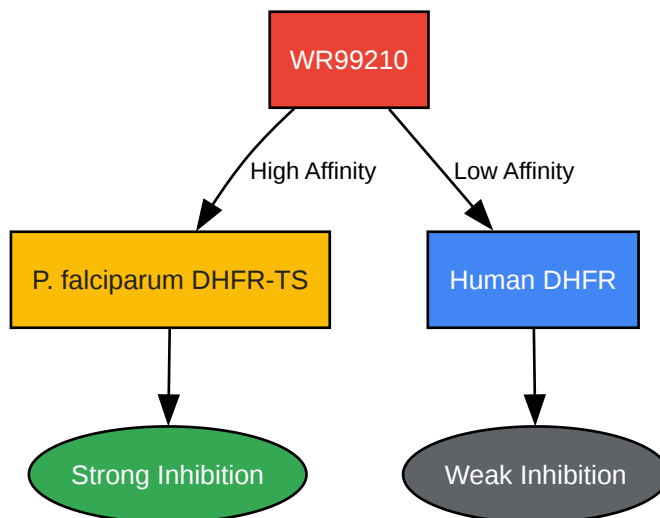 WR99210
High Affinity
Low Affinity
P. falciparum DHFR-TS
Human DHFR
Strong Inhibition
Weak Inhibition